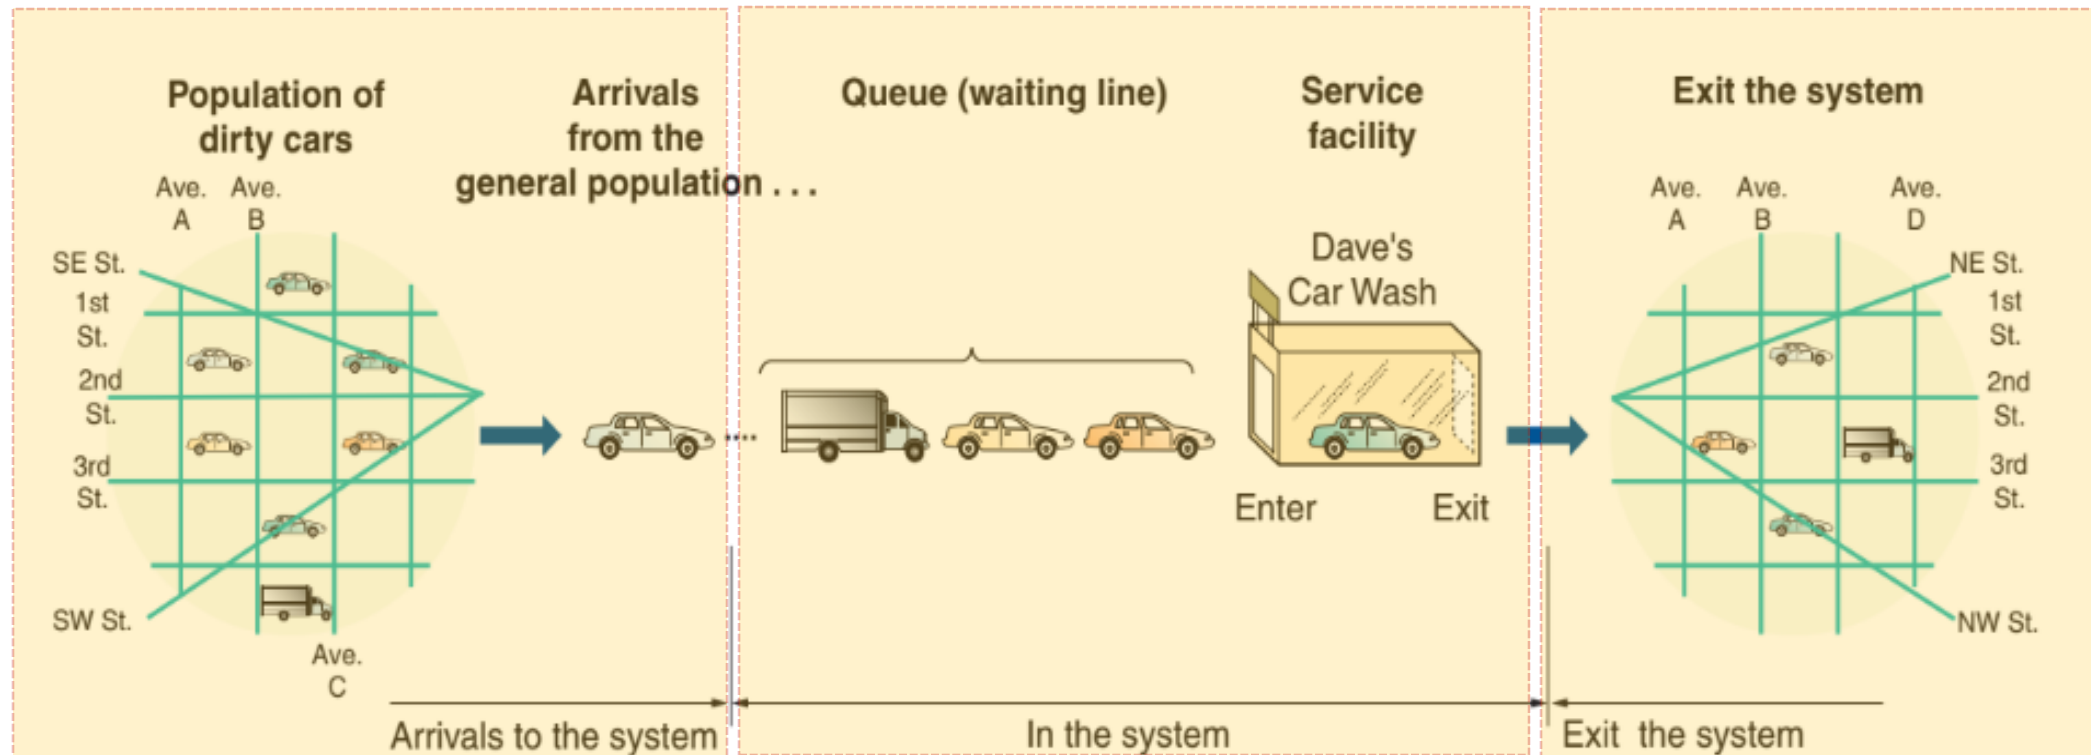 Population of
dirty cars
Arrivals
from the
general population . . .
Queue (waiting line)
Service
facility
Exit the system
Ave.
A
Ave.
B
SE St.
1st
St.
2nd
St.
3rd
St.
SW St.
Ave.
C
....
Dave's
Car Wash
Enter
Exit
Ave.
A
Ave.
B
Ave.
D
NE St.
1st
St.
2nd
St.
3rd
St.
NW St.
Arrivals to the system
In the system
Exit the system